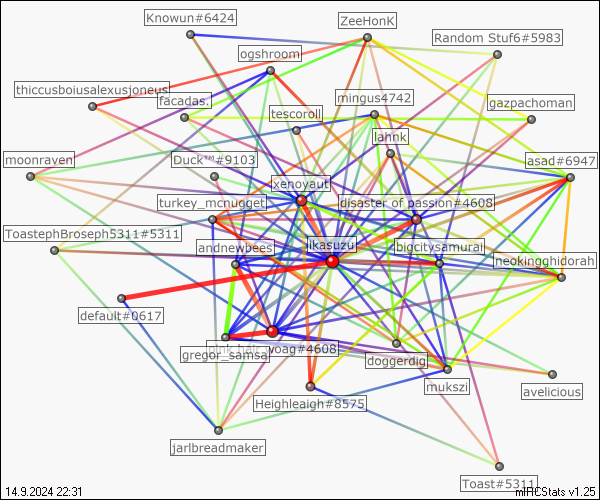 Knowun#6424
ZeeHonK
Random Stuf6#5983
ogshroom
thiccusboiusalexusjoneus
facadas.
mingus4742
gazpachoman
tescoroll
lahnk
moonraven
Duck™#9103
asad#6947
xenoyaut
turkey_mcnugget
disaster of passion#4608
ToastephBroseph5311#5311
andnewpees
ikasuzu
bigcitysamurai
neokingghidorah
default#0617
gregor_samsa
voag#4608
doggerdig
mukszi
avelicious
Heighleaigh#8575
jarlbreadmaker
Toast#5311
14.9.2024 22:31
mIRCStats v1.25